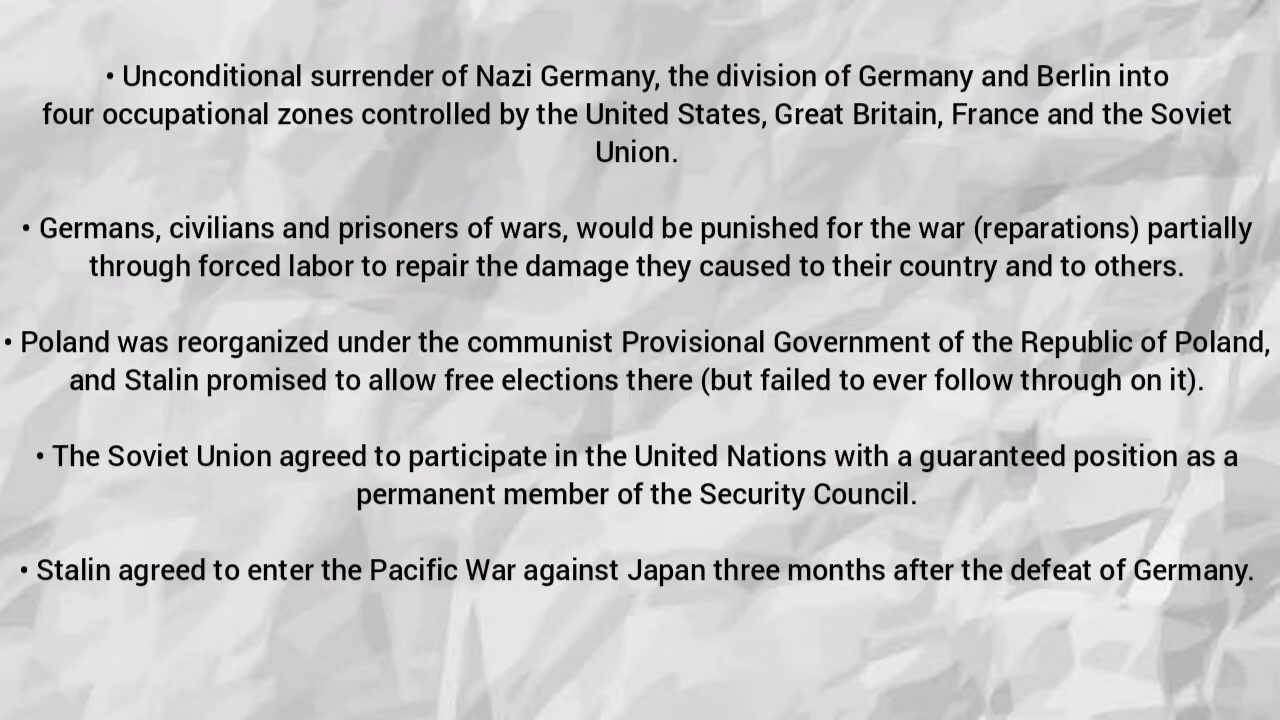 • Unconditional surrender of Nazi Germany, the division of Germany and Berlin into
four occupational zones controlled by the United States, Great Britain, France and the Soviet
Union.
• Germans, civilians and prisoners of wars, would be punished for the war (reparations) partially
through forced labor to repair the damage they caused to their country and to others.
• Poland was reorganized under the communist Provisional Government of the Republic of Poland,
and Stalin promised to allow free elections there (but failed to ever follow through on it).
• The Soviet Union agreed to participate in the United Nations with a guaranteed position as a
permanent member of the Security Council.
• Stalin agreed to enter the Pacific War against Japan three months after the defeat of Germany.